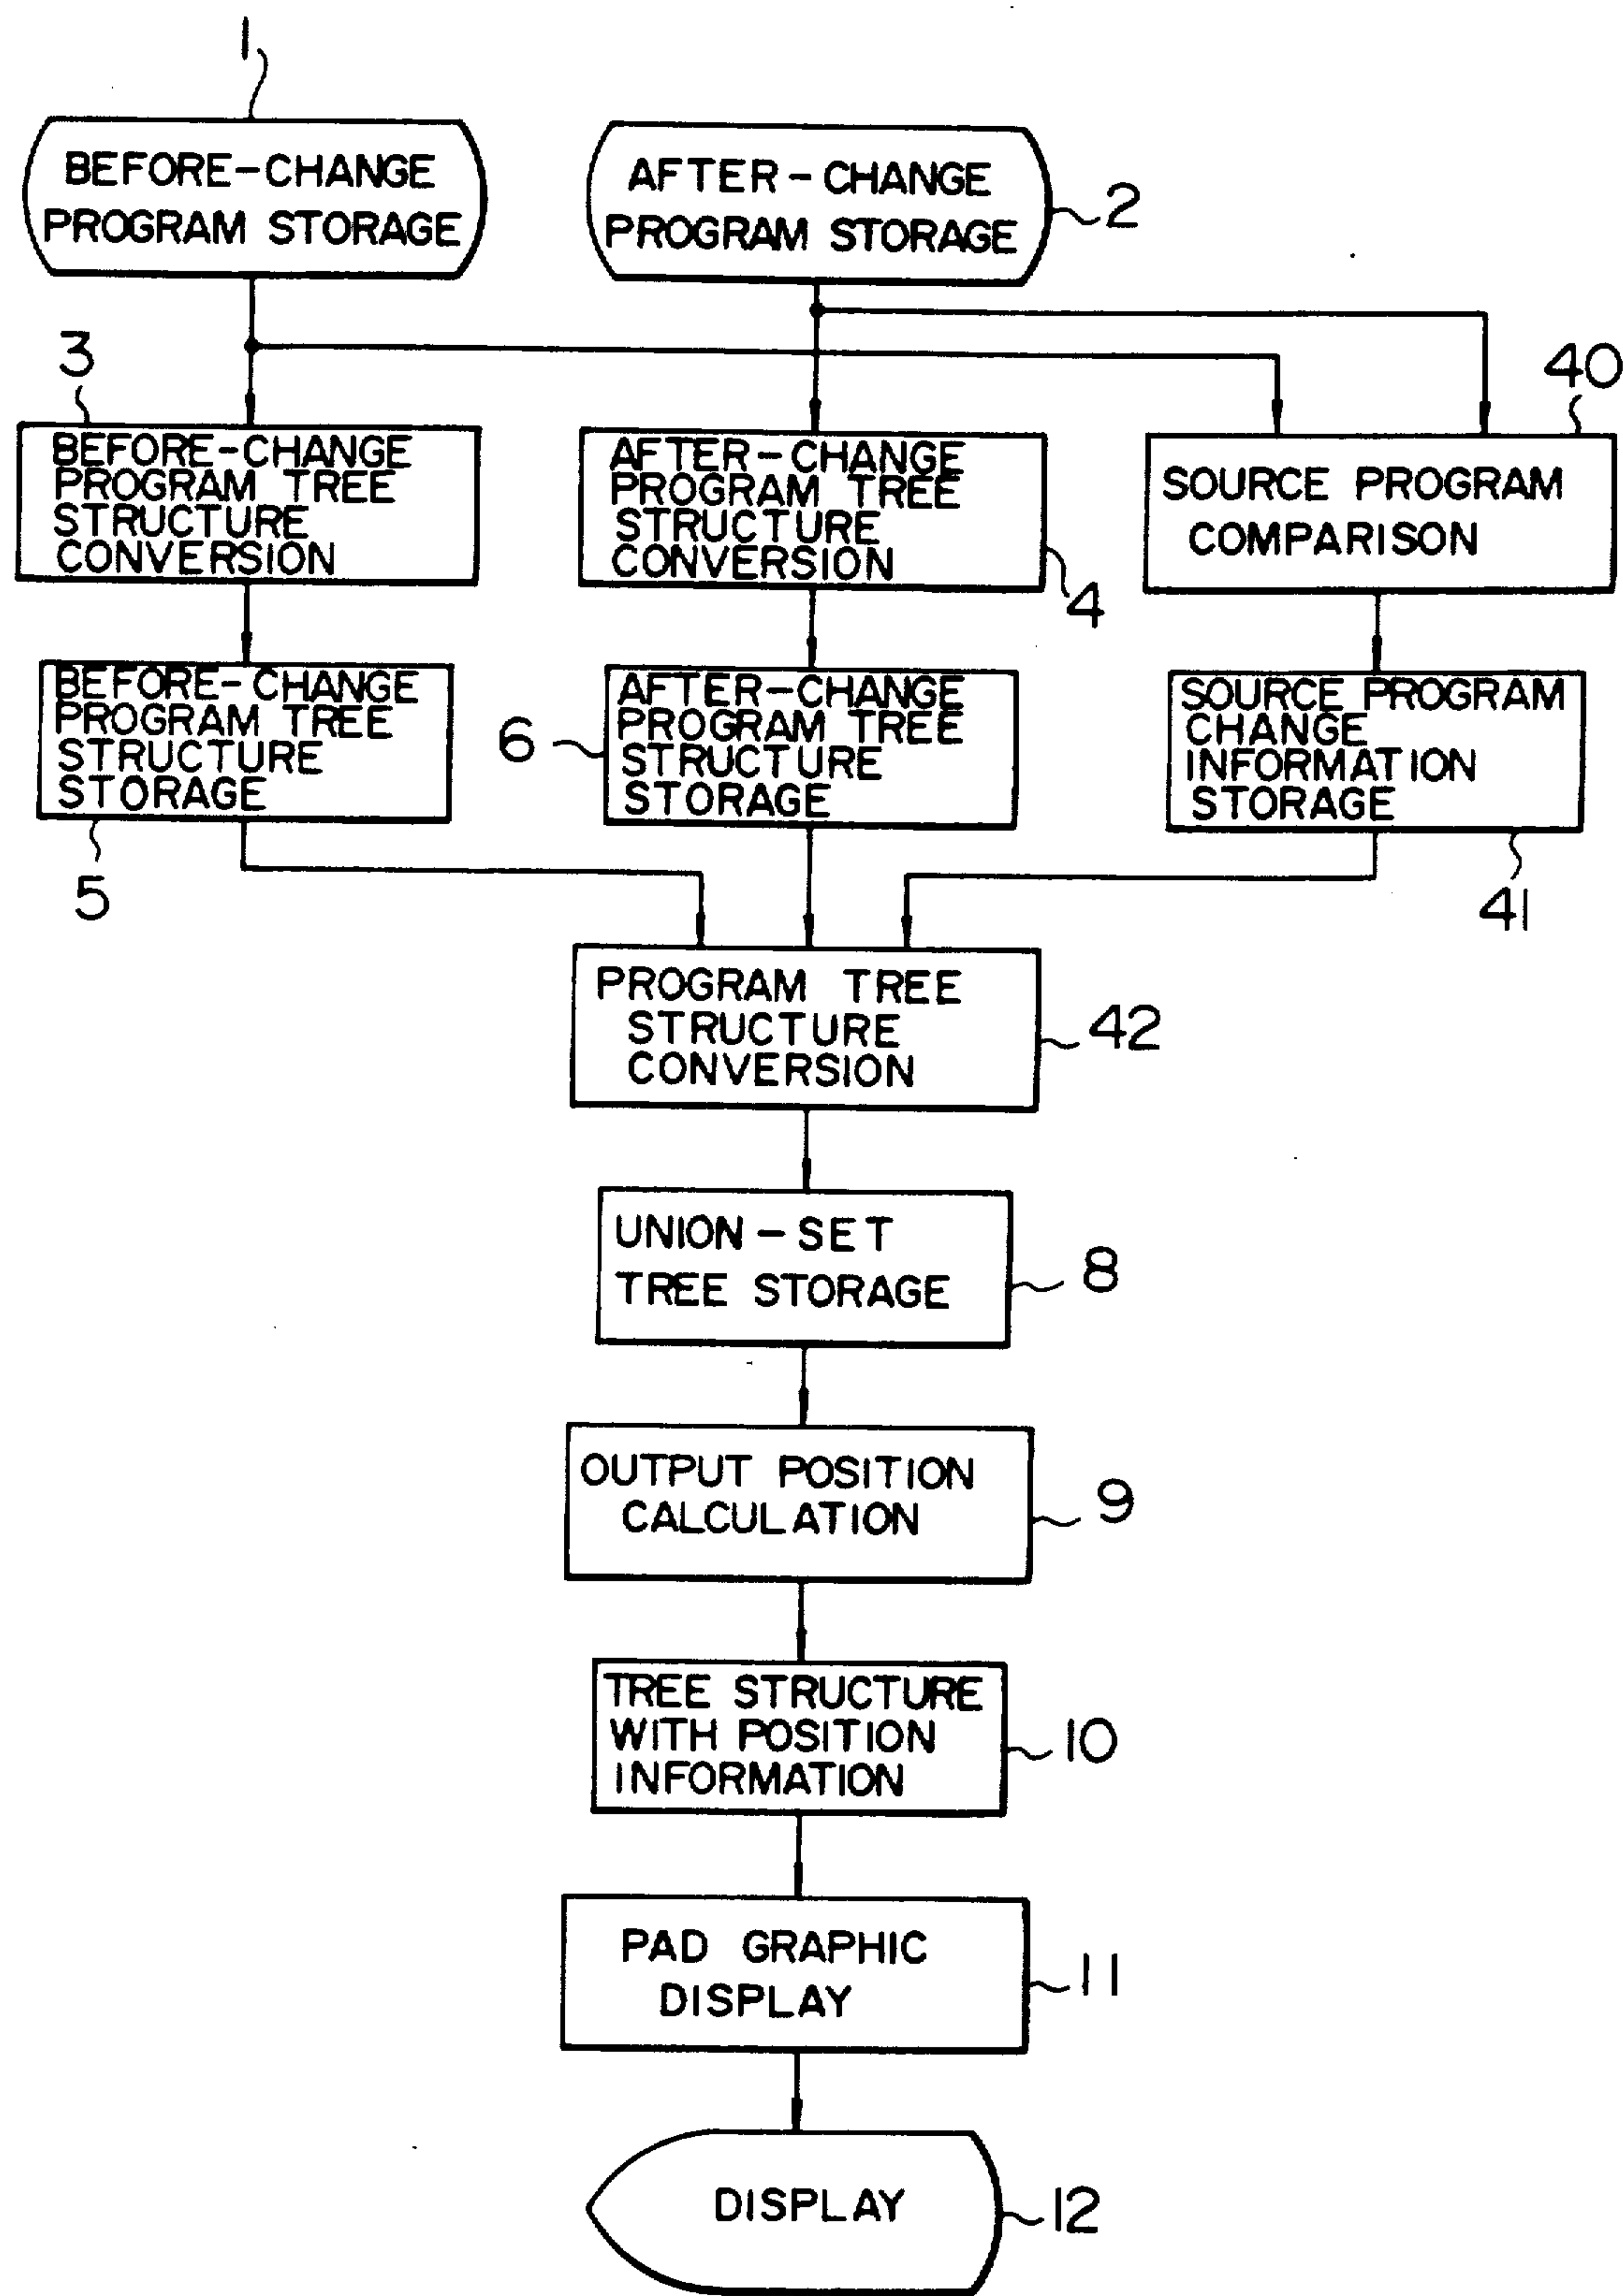 1
BEFORE-CHANGE
PROGRAM STORAGE
AFTER-CHANGE
PROGRAM STORAGE
2
3
BEFORE-CHANGE
PROGRAM TREE
STRUCTURE
CONVERSION
AFTER-CHANGE
PROGRAM TREE
STRUCTURE
CONVERSION
4
40
SOURCE PROGRAM
COMPARISON
BEFORE-CHANGE
PROGRAM TREE
STRUCTURE
STORAGE
5
6
AFTER-CHANGE
PROGRAM TREE
STRUCTURE
STORAGE
SOURCE PROGRAM
CHANGE
INFORMATION
STORAGE
41
PROGRAM TREE
STRUCTURE
CONVERSION
42
UNION-SET
TREE STORAGE
8
OUTPUT POSITION
CALCULATION
9
TREE STRUCTURE
WITH POSITION
INFORMATION
10
PAD GRAPHIC
DISPLAY
11
DISPLAY
12